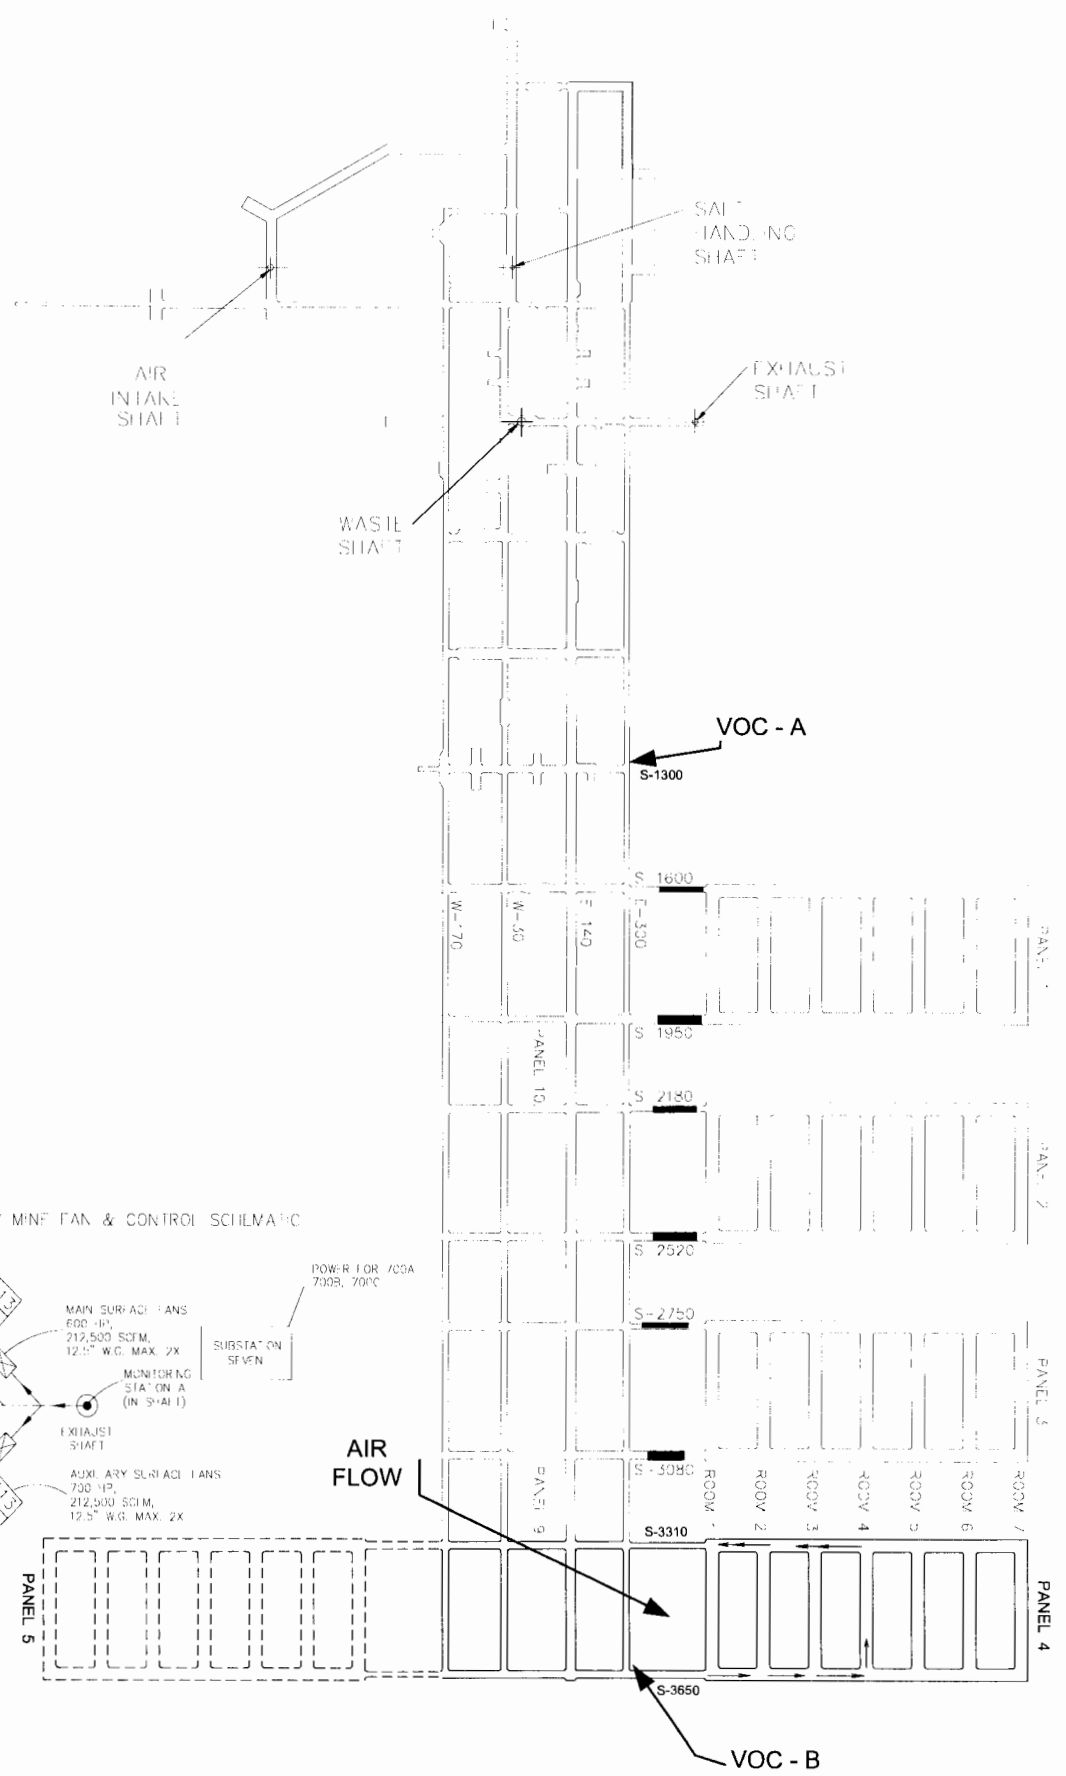 SHAFT
AIR
SHAFT
EXHAUST
SHAFT
WASTE
SHAFT
VOC - A
S-1300
S 1600
W-170
W-30
E 140
E-300
S 1950
PANEL 10
S 2180
S 2520
S-2750
PANEL 3
S-3080
MINE FAN & CONTROL SCHEMATIC
POWER FOR 700A
700B, 700C
MAIN SURFACE FANS
600 HP,
212,500 SCFM,
12.5" W.G. MAX. 2X
SUBSTATION
SEVEN
MONITORING
STATION A
(IN SHAFT)
EXHAUST
SHAFT
AUXILIARY SURFACE FANS
700 HP,
212,500 SCFM,
12.5" W.G. MAX. 2X
13
AIR
FLOW
PANEL 9
ROOM 1
ROOM 2
ROOM 3
ROOM 4
ROOM 5
ROOM 6
ROOM 7
S-3310
PANEL 5
PANEL 4
S-3650
VOC - B